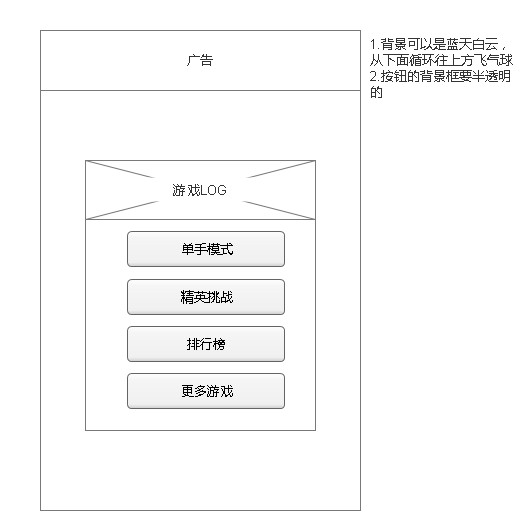 广告
1.背景可以是蓝天白云，
从下面循环往上方飞气球
2.按钮的背景框要半透明
的
游戏LOG
单手模式
精英挑战
排行榜
更多游戏